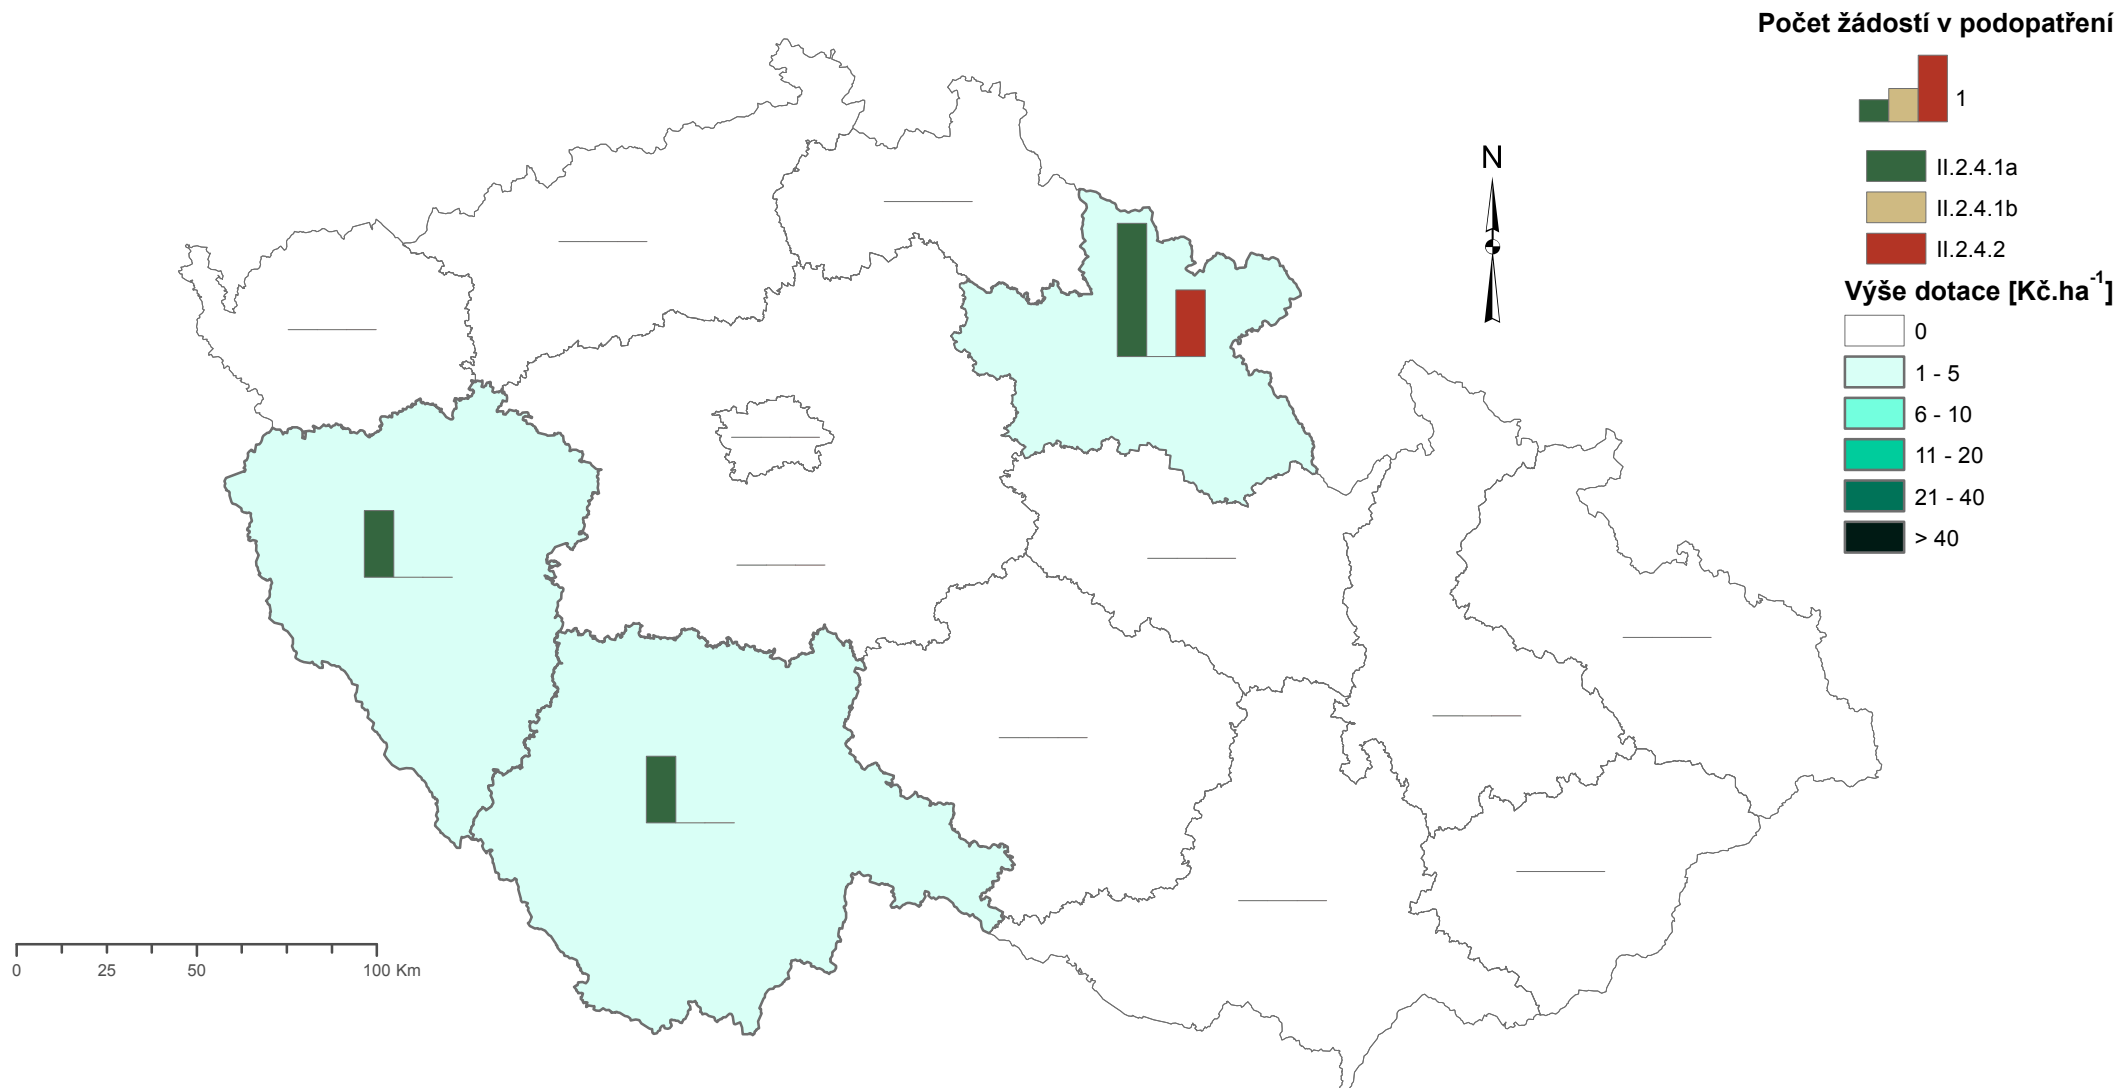 Počet žádostí v podopatření
1
II.2.4.1a
II.2.4.1b
II.2.4.2
Výše dotace [Kč.ha⁻¹]
0
1 - 5
6 - 10
11 - 20
21 - 40
> 40
N
0 25 50 100 Km